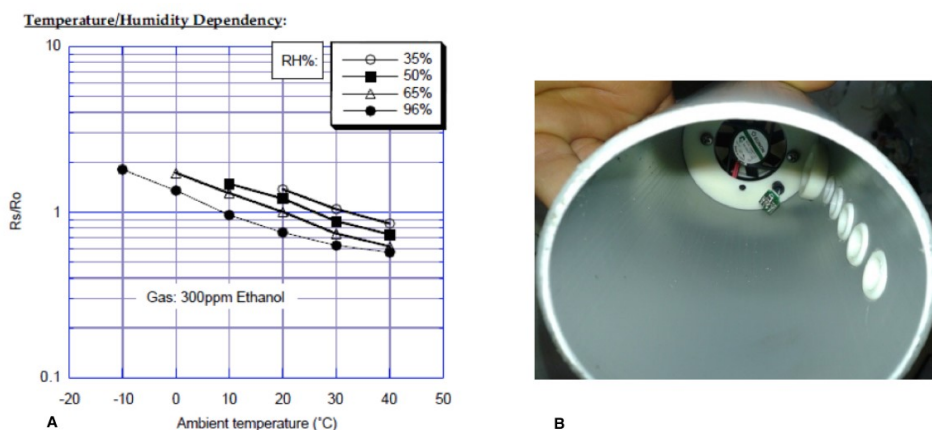 Temperature/Humidity Dependency:
10
RH%:
35%
50%
65%
96%
Rs/Ro
1
Gas: 300ppm Ethanol
0.1
-20 -10 0 10 20 30 40 50
A
Ambient temperature (˚C)
B